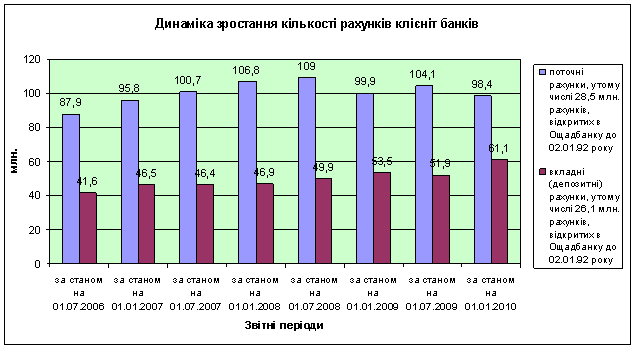 Динаміка зростання кількості рахунків клієніт банків
120
100
80
60
40
20
0
млн.
87,9
41,6
95,8
46,5
100,7
46,4
106,8
46,9
109
49,9
99,9
53,5
104,1
51,9
98,4
61,1
за станом
на
01.07.2006
за станом
на
01.01.2007
за станом
на
01.07.2007
за станом
на
01.01.2008
за станом
на
01.07.2008
за станом
на
01.01.2009
за станом
на
01.07.2009
за станом
на
01.01.2010
Звітні періоди
поточні
рахунки, у тому
числі 28,5 млн.
рахунків,
відкритих в
Ощадбанку до
02.01.92 року
вкладні
(депозитні)
рахунки, у тому
числі 26,1 млн.
рахунків,
відкритих в
Ощадбанку до
02.01.92 року